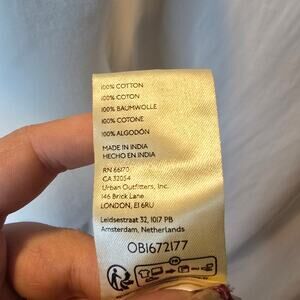 100% COTTON
100% COTON
100% BAUMWOLLE
100% COTONE
100% ALGODÓN
MADE IN INDIA
HECHO EN INDIA
RN 66170
CA 32054
Urban Outfitters, Inc.
146 Brick Lane
LONDON, E1 6RU
Leidsestraat 32, 1017 PB
Amsterdam, Netherlands
OB1672177
FR